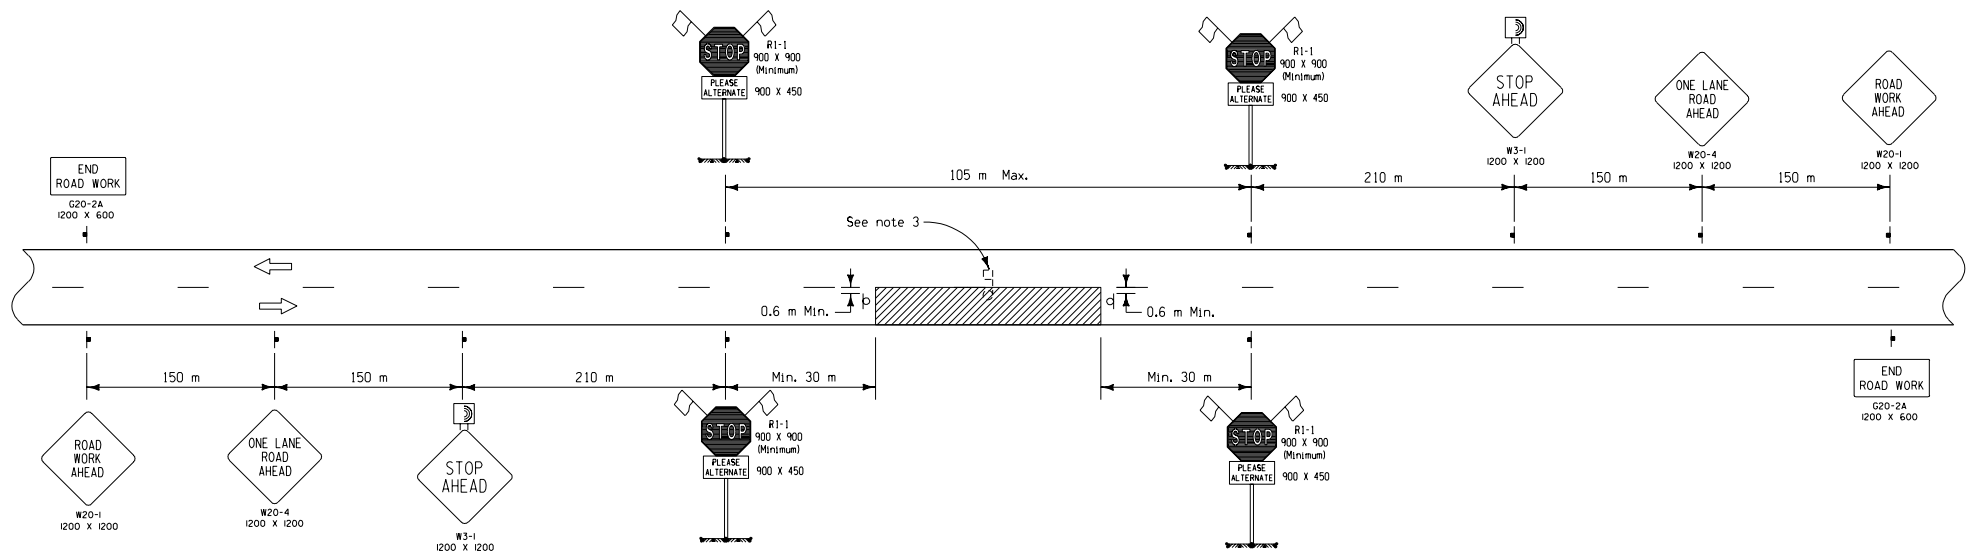 STOP
PLEASE
ALTERNATE
R1-1
900 X 900
(Minimum)
900 X 450
STOP
PLEASE
ALTERNATE
R1-1
900 X 900
(Minimum)
900 X 450
STOP
AHEAD
W3-1
1200 X 1200
ONE LANE
ROAD
AHEAD
W20-4
1200 X 1200
ROAD
WORK
AHEAD
W20-1
1200 X 1200
END
ROAD WORK
G20-2A
1200 X 600
105 m Max.
210 m
150 m
150 m
See note 3
0.6 m Min.
0.6 m Min.
150 m
150 m
210 m
Min. 30 m
Min. 30 m
END
ROAD WORK
G20-2A
1200 X 600
ROAD
WORK
AHEAD
W20-1
1200 X 1200
ONE LANE
ROAD
AHEAD
W20-4
1200 X 1200
STOP
AHEAD
W3-1
1200 X 1200
STOP
PLEASE
ALTERNATE
R1-1
900 X 900
(Minimum)
900 X 450
STOP
PLEASE
ALTERNATE
R1-1
900 X 900
(Minimum)
900 X 450